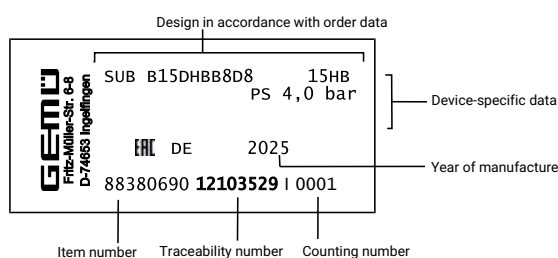 Design in accordance with order data
GEMÜ
Fritz-Müller-Str. 6-8
D-74653 Ingelfingen
SUB B15DHBB8D8 15HB
PS 4,0 bar
Device-specific data
EAC DE 2025
Year of manufacture
88380690 12103529 I 0001
Item number Traceability number Counting number